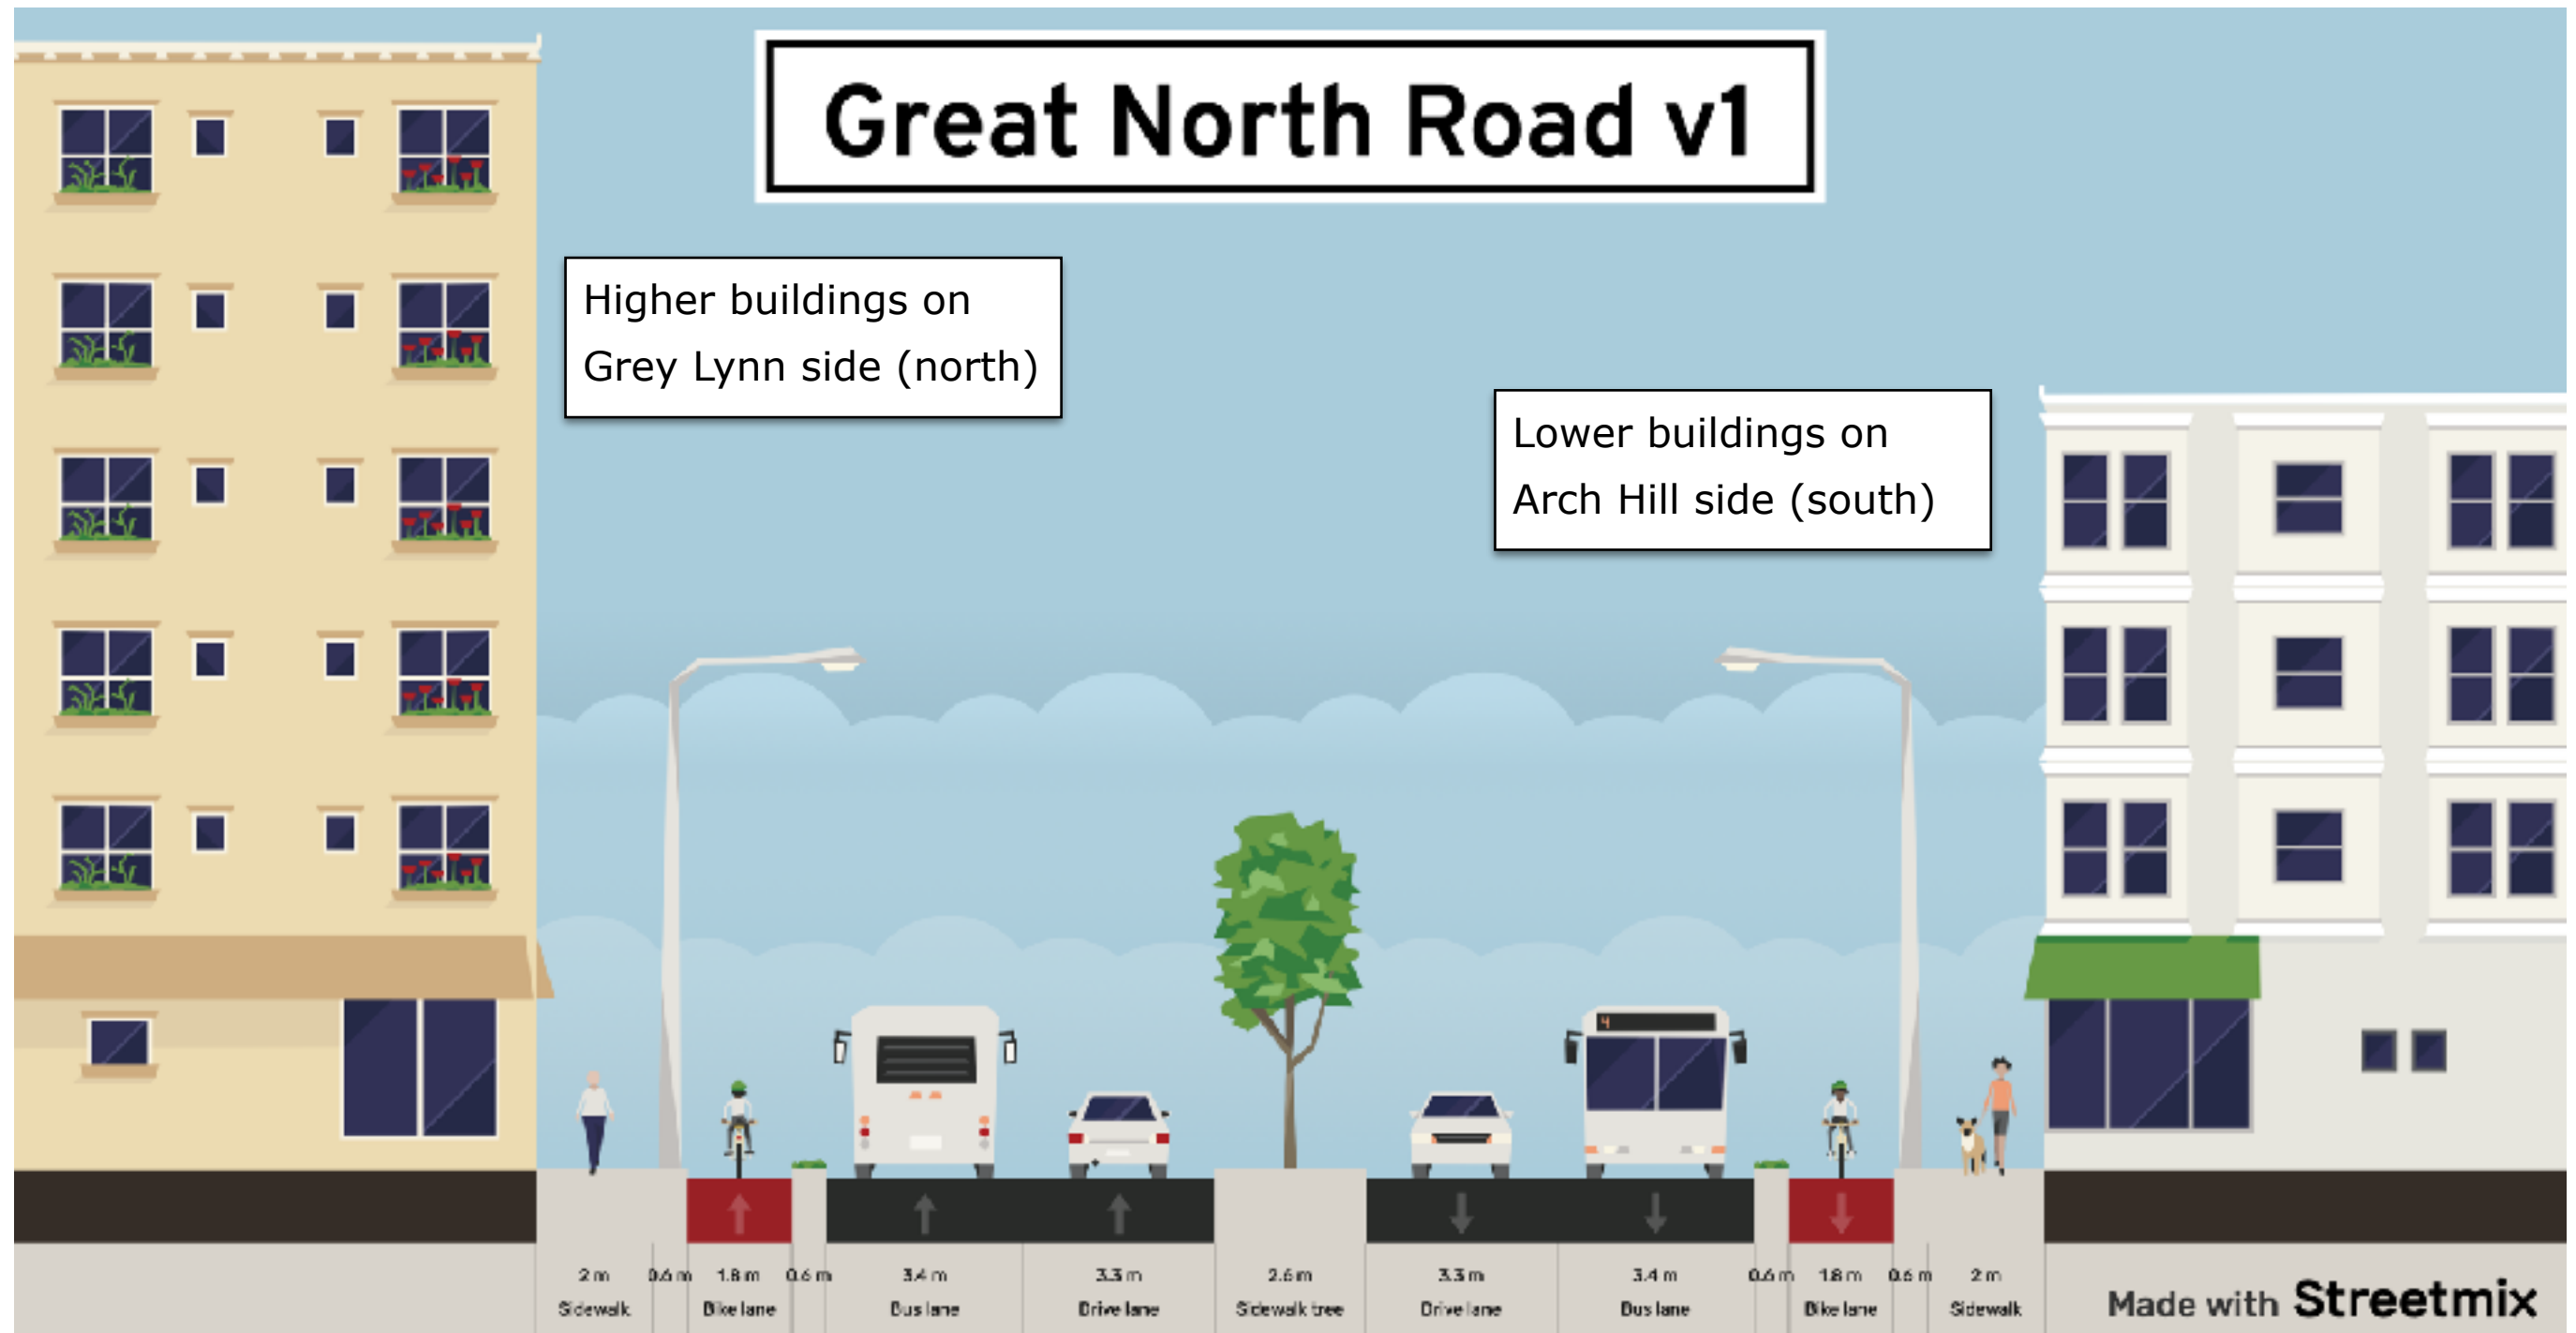 Great North Road v1
Higher buildings on
Grey Lynn side (north)
Lower buildings on
Arch Hill side (south)
4
2 m
0.6 m
1.8 m
0.6 m
3.4 m
3.3 m
2.6 m
3.3 m
3.4 m
0.6 m
1.8 m
0.6 m
2 m
Sidewalk
Bike lane
Bus lane
Drive lane
Sidewalk tree
Drive lane
Bus lane
Bike lane
Sidewalk
Made with Streetmix